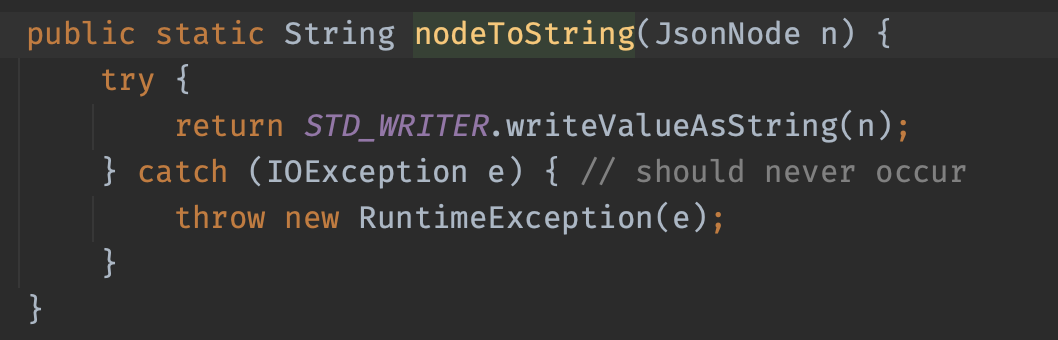 public static String nodeToString(JsonNode n) {
    try {
        return STD_WRITER.writeValueAsString(n);
    } catch (IOException e) { // should never occur
        throw new RuntimeException(e);
    }
}